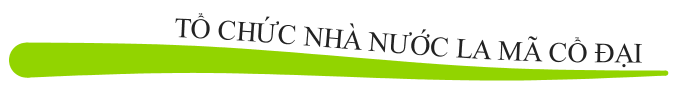 TỔ CHỨC NHÀ NƯỚC LA MÃ CỔ ĐẠI